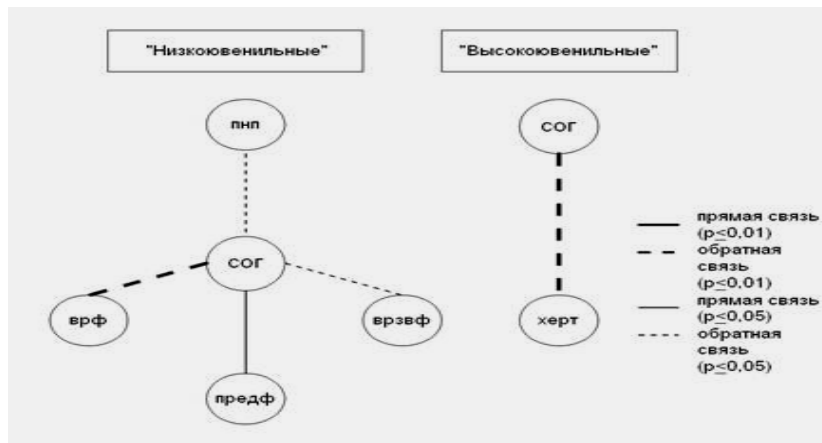 "Низкоювенильные"
"Высокоювенильные"
пнп
сог
врф
врзвф
предф
сог
херт
прямая связь
(p≤0,01)
обратная
связь
(p≤0,01)
прямая связь
(p≤0,05)
обратная
связь
(p≤0,05)